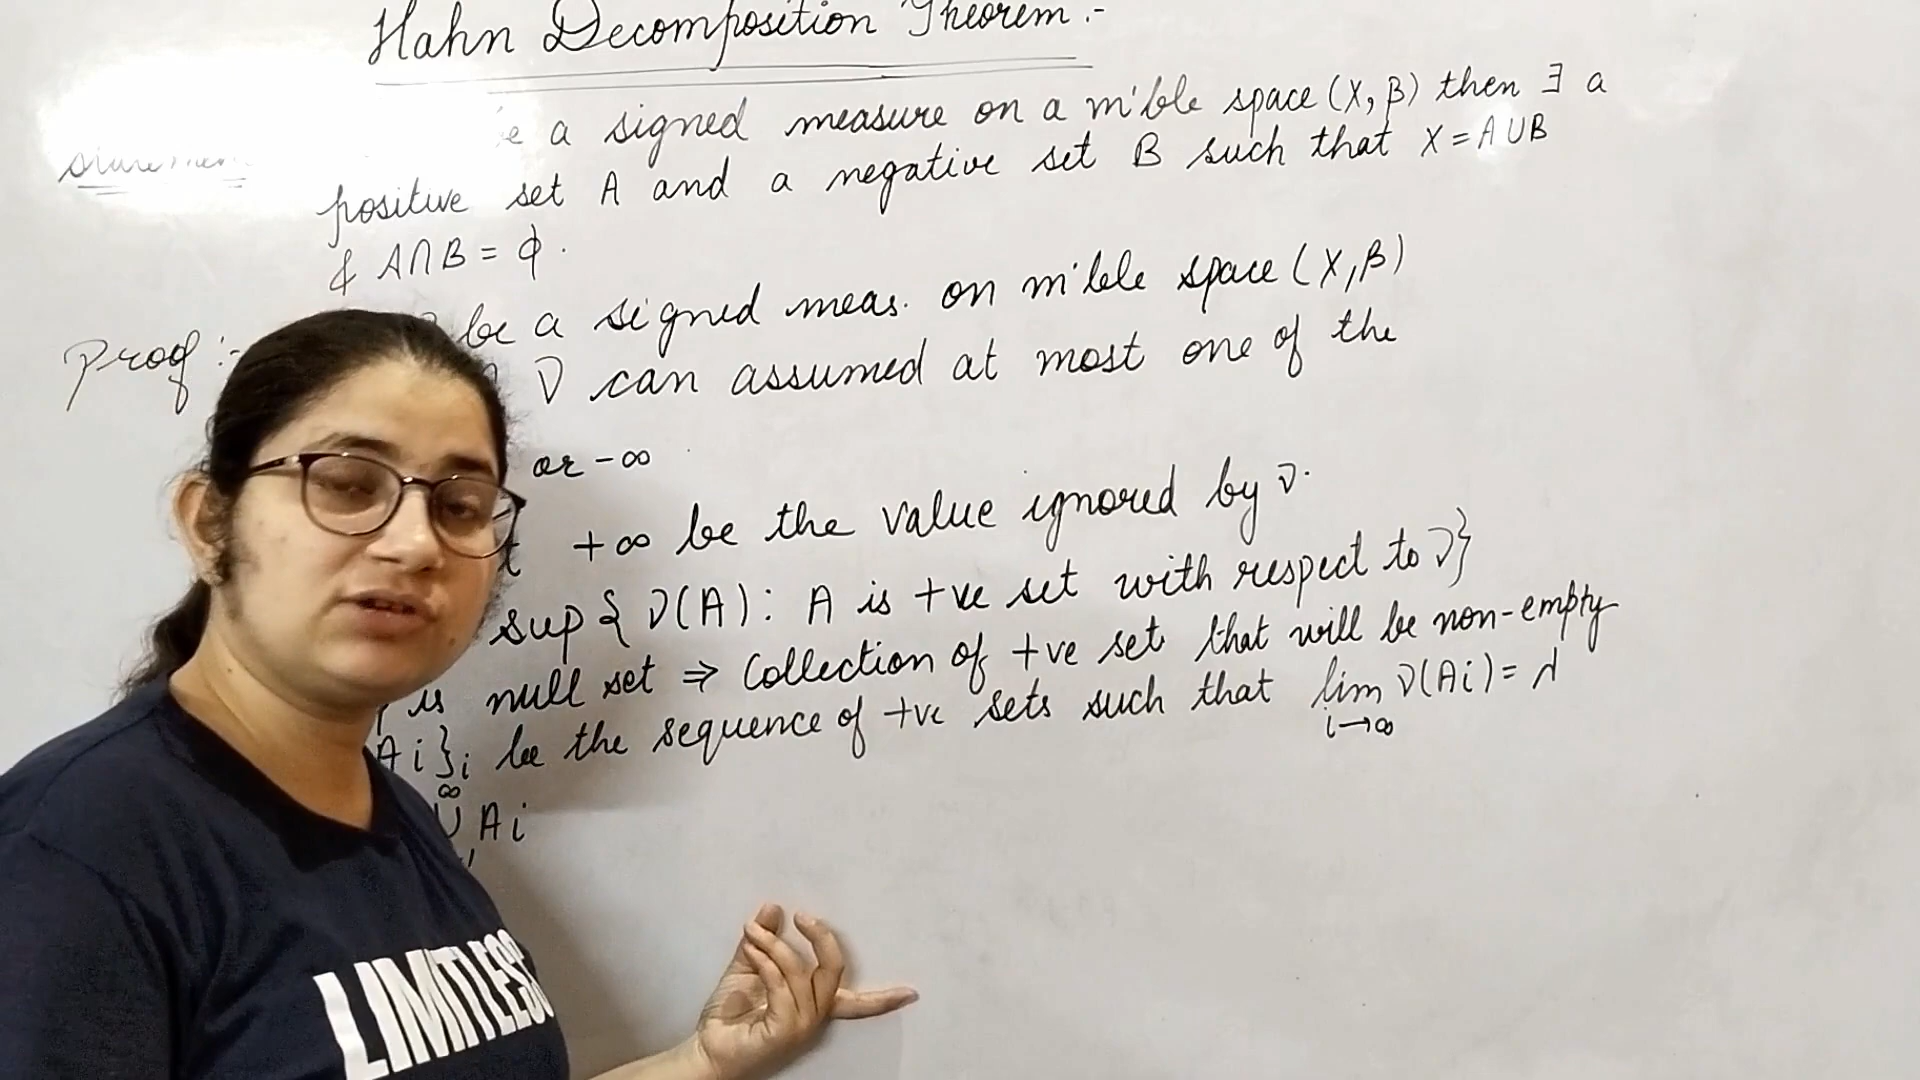 Hahn Decomposition Theorem :-
a signed measure on a m'ble space (X, β) then ∃ a
Statement
positive set A and a negative set B such that X = A∪B
& A∩B = ϕ .
Proof :- be a signed meas. on m'ble space (X, β)
ν can assumed at most one of the
or -∞
+∞ be the value ignored by ν.
sup { ν(A) : A is +ve set with respect to ν}
is null set ⇒ Collection of +ve set that will be non-empty
Ai}i be the sequence of +ve sets such that lim ν(Ai) = λ
i→∞
∞
∪ Ai
LIMITLESS